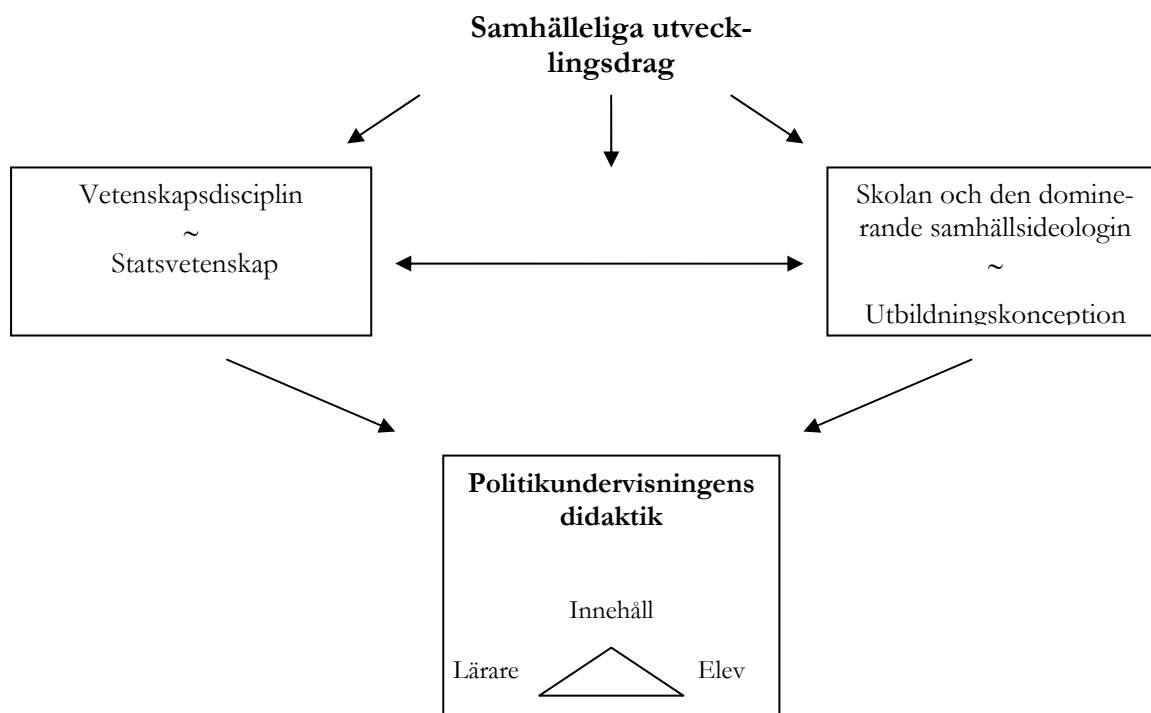 Samhälleliga utveck-
lingsdrag
Vetenskapsdisciplin
~
Statsvetenskap
Skolan och den domine-
rande samhällsideologin
~
Utbildningskonception
Politikundervisningens
didaktik
Innehåll
Lärare
Elev